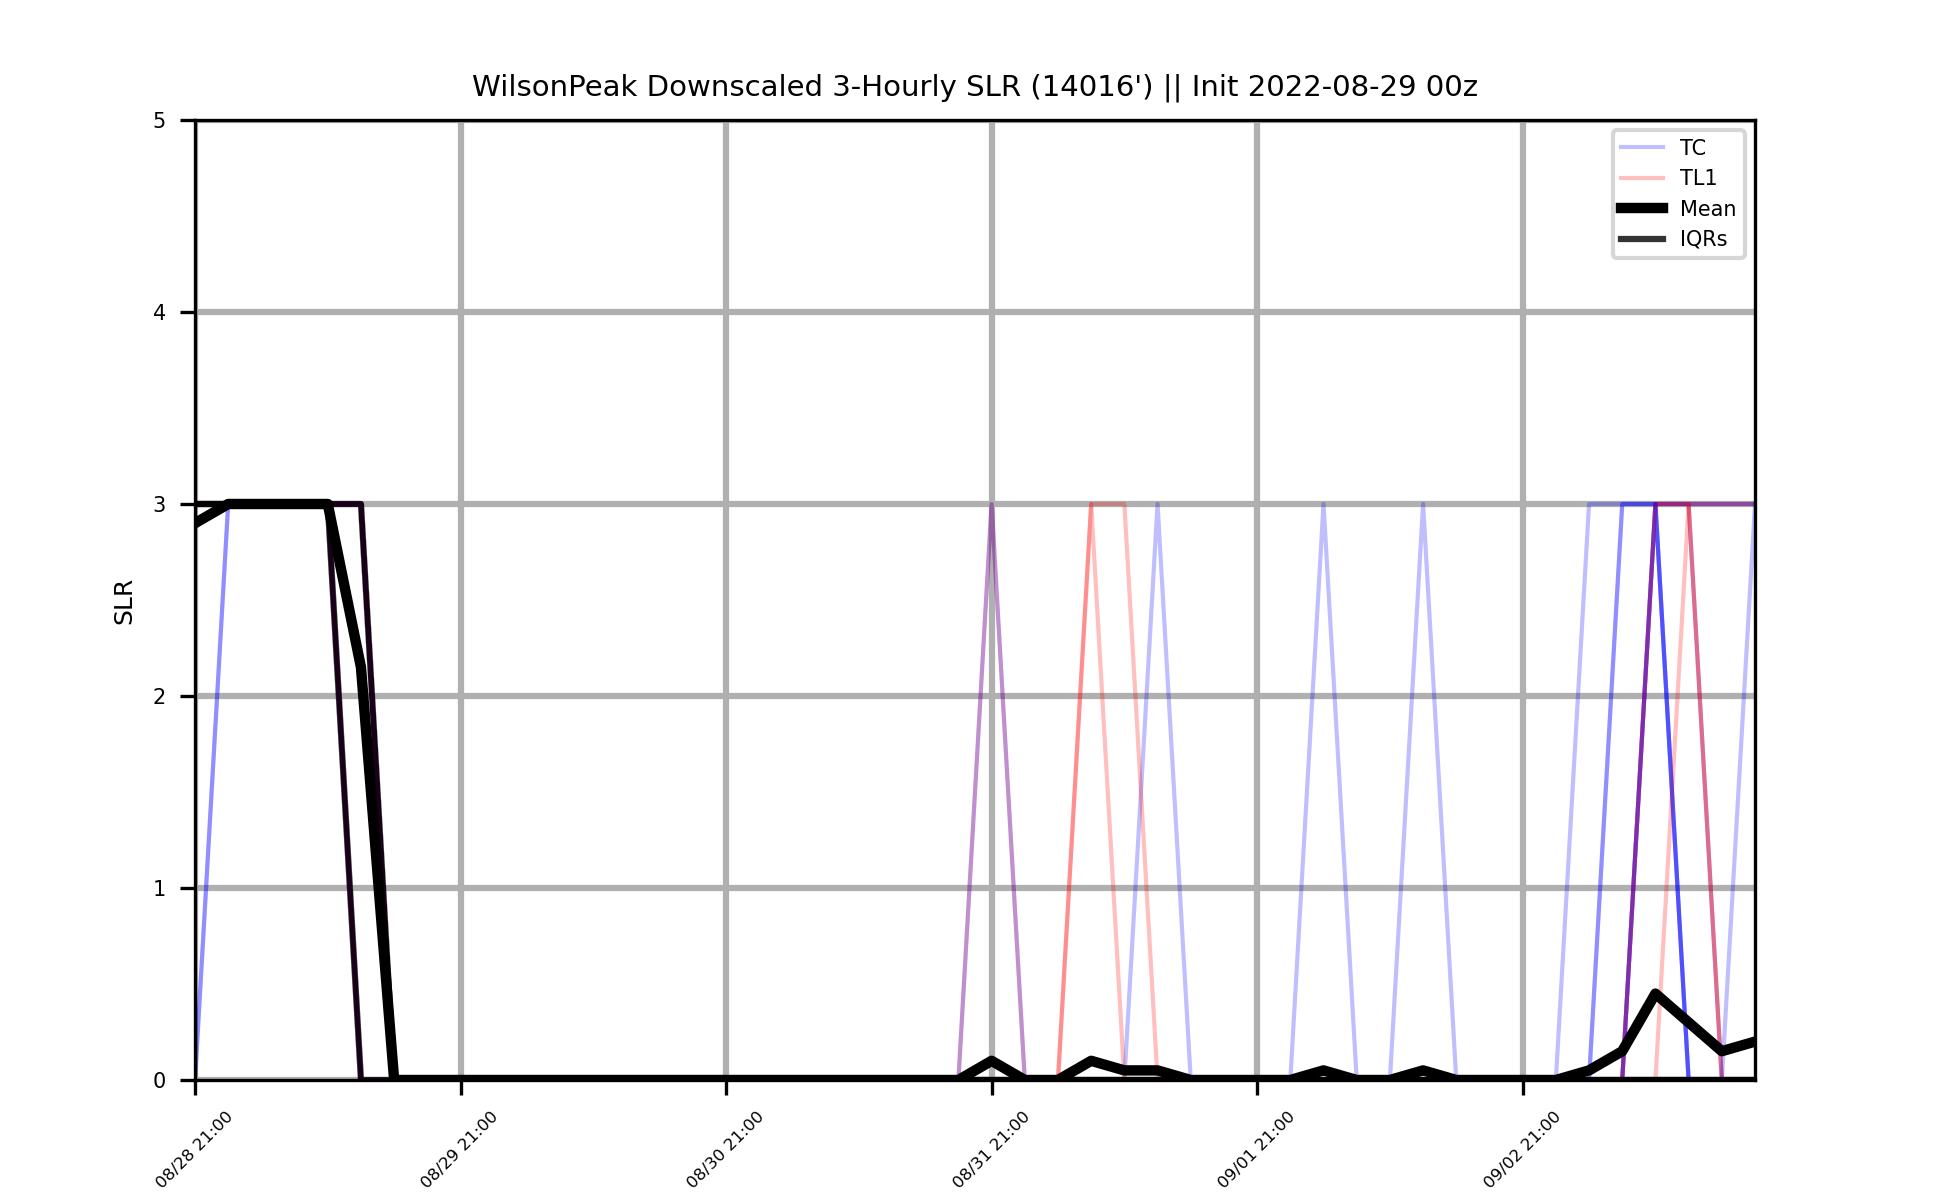 WilsonPeak Downscaled 3-Hourly SLR (14016') || Init 2022-08-29 00z
5
4
3
2
1
0
SLR
TC
TL1
Mean
IQRs
08/28 21:00
08/29 21:00
08/30 21:00
08/31 21:00
09/01 21:00
09/02 21:00